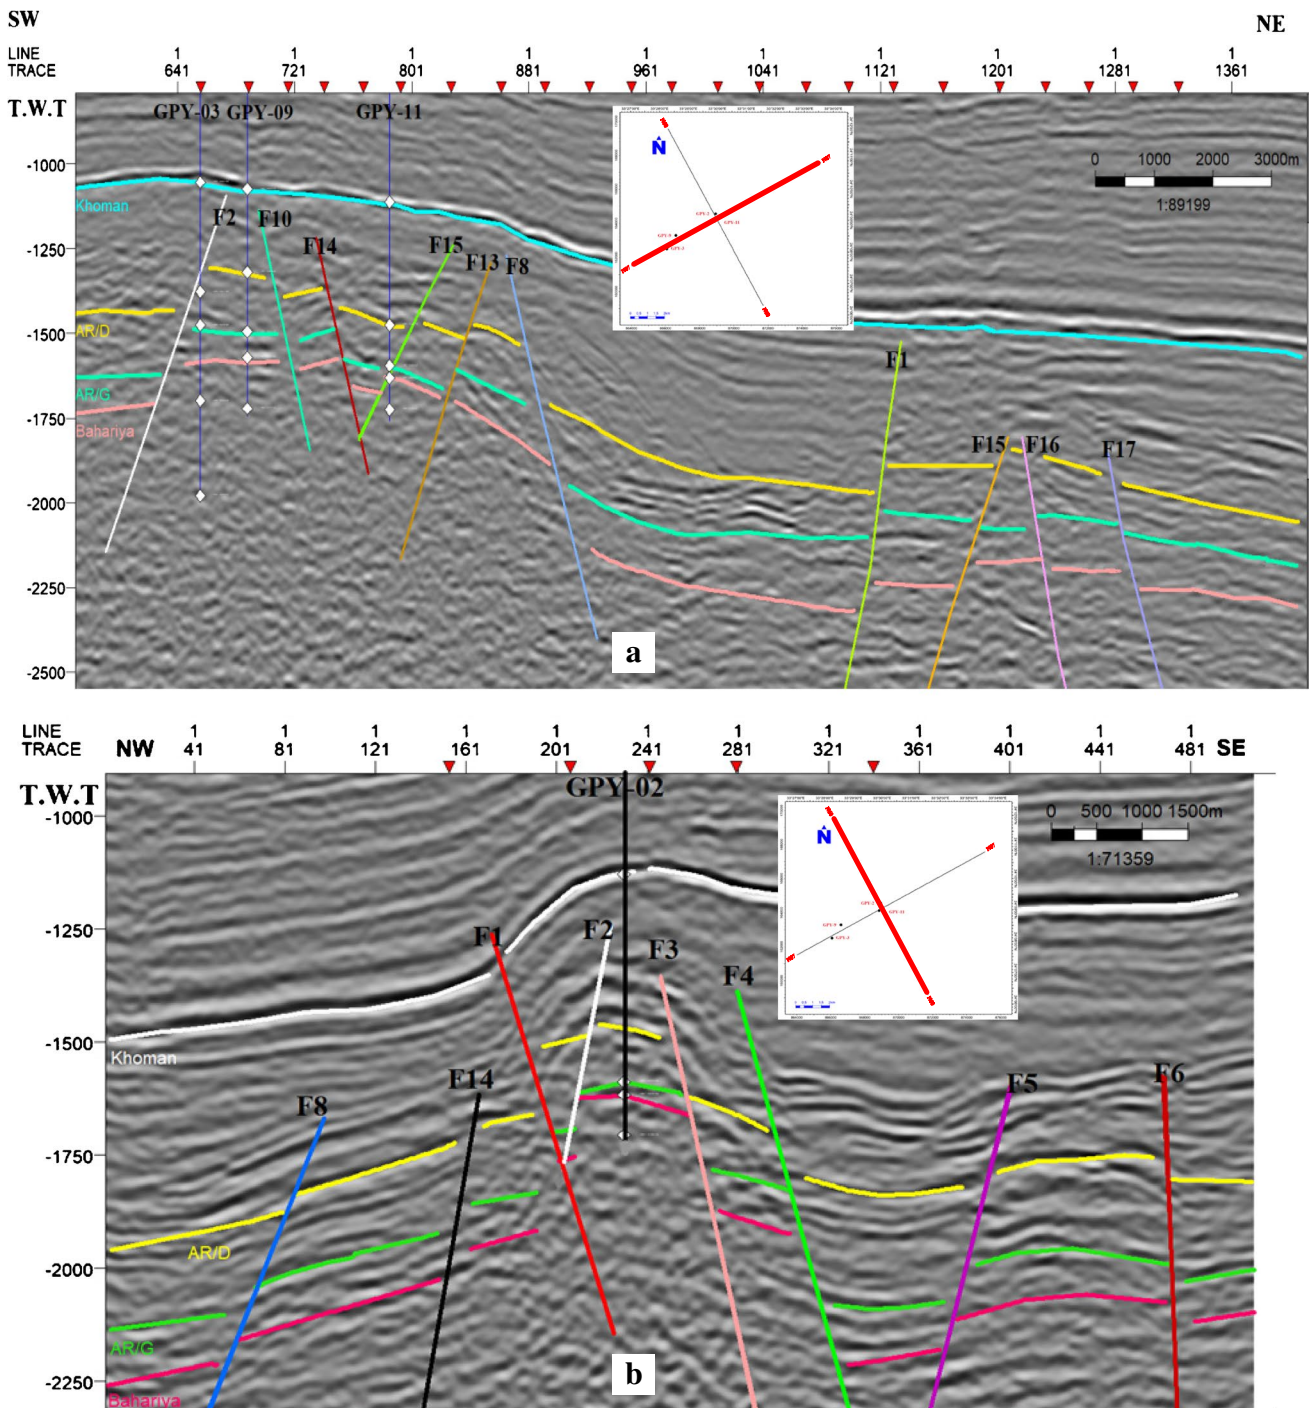 SW
NE
LINE 1 1 1 1 1 1 1 1 1 1
TRACE 641 721 801 881 961 1041 1121 1201 1281 1361
T.W.T
GPY-03 GPY-09 GPY-11
N
-1000
0 1000 2000 3000m
1:89199
Khoman
F2 F10
F14 F15 F13 F8
-1250
GPY-11
-1500
AR/D
F1
AR/G
-1750
Bahariya
F15 F16 F17
-2000
-2250
a
-2500
LINE 1 1 1 1 1 1 1 1 1 1 1 1
TRACE NW 41 81 121 161 201 241 281 321 361 401 441 481 SE
T.W.T
GPY-02
-1000
N
0 500 1000 1500m
1:71359
GPY-11
-1250
F1 F2 F3 F4
-1500
Khoman
F8 F14 F5 F6
-1750
AR/D
-2000
AR/G
b
-2250
Bahariya